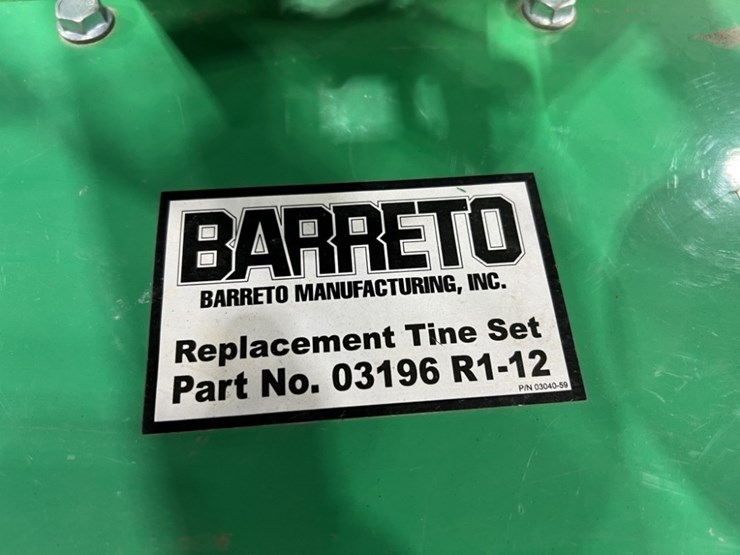 BARRETO
BARRETO MANUFACTURING, INC.
Replacement Tine Set
Part No. 03196 R1-12
P/N 03040-59